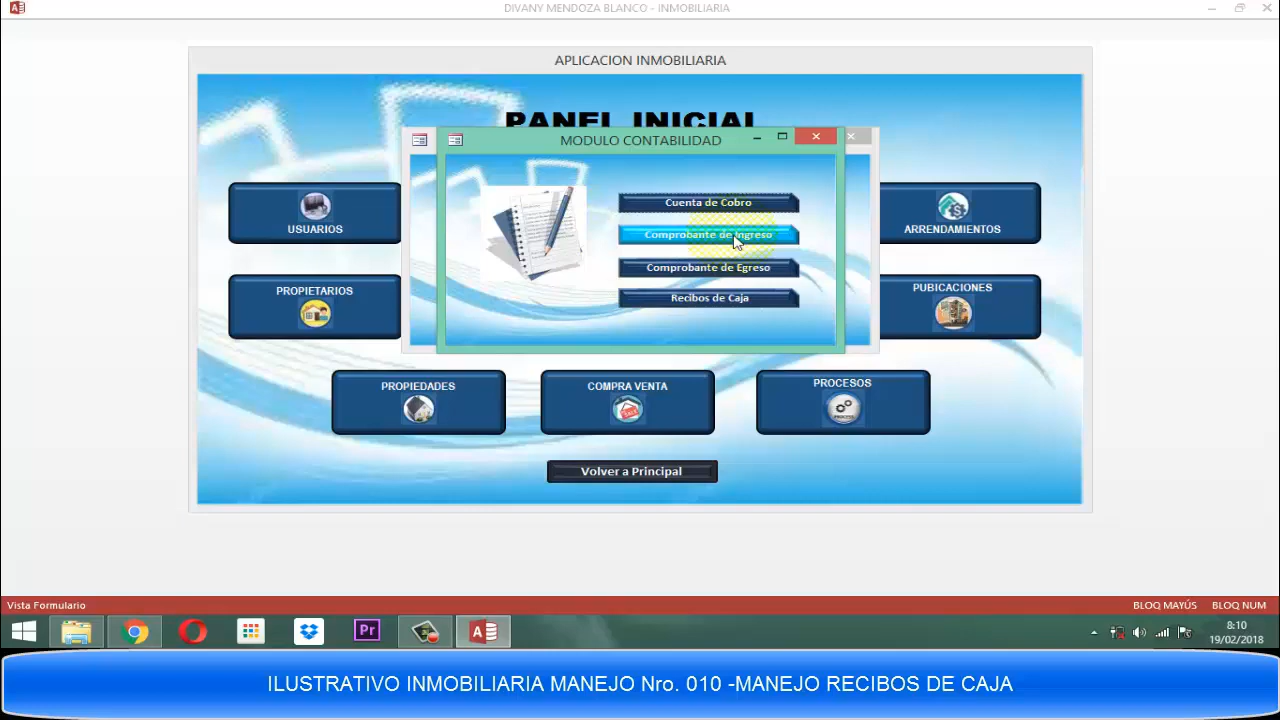 DIVANY MENDOZA BLANCO - INMOBILIARIA
APLICACION INMOBILIARIA
PANEL INICIAL
MODULO CONTABILIDAD
Cuenta de Cobro
Comprobante de Ingreso
Comprobante de Egreso
Recibos de Caja
USUARIOS
ARRENDAMIENTOS
PROPIETARIOS
PUBICACIONES
PROPIEDADES
COMPRA VENTA
PROCESOS
Volver a Principal
Vista Formulario
BLOQ MAYÚS
BLOQ NUM
Pr
8:10
19/02/2018
ILUSTRATIVO INMOBILIARIA MANEJO Nro. 010 -MANEJO RECIBOS DE CAJA